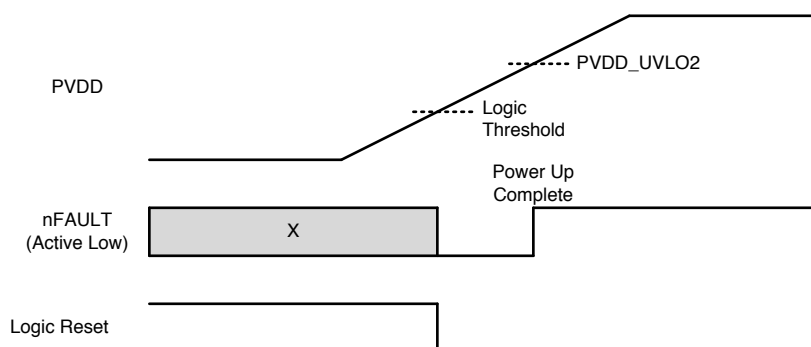 PVDD_UVLO2
PVDD
Logic
Threshold
Power Up
Complete
nFAULT
(Active Low)
X
Logic Reset